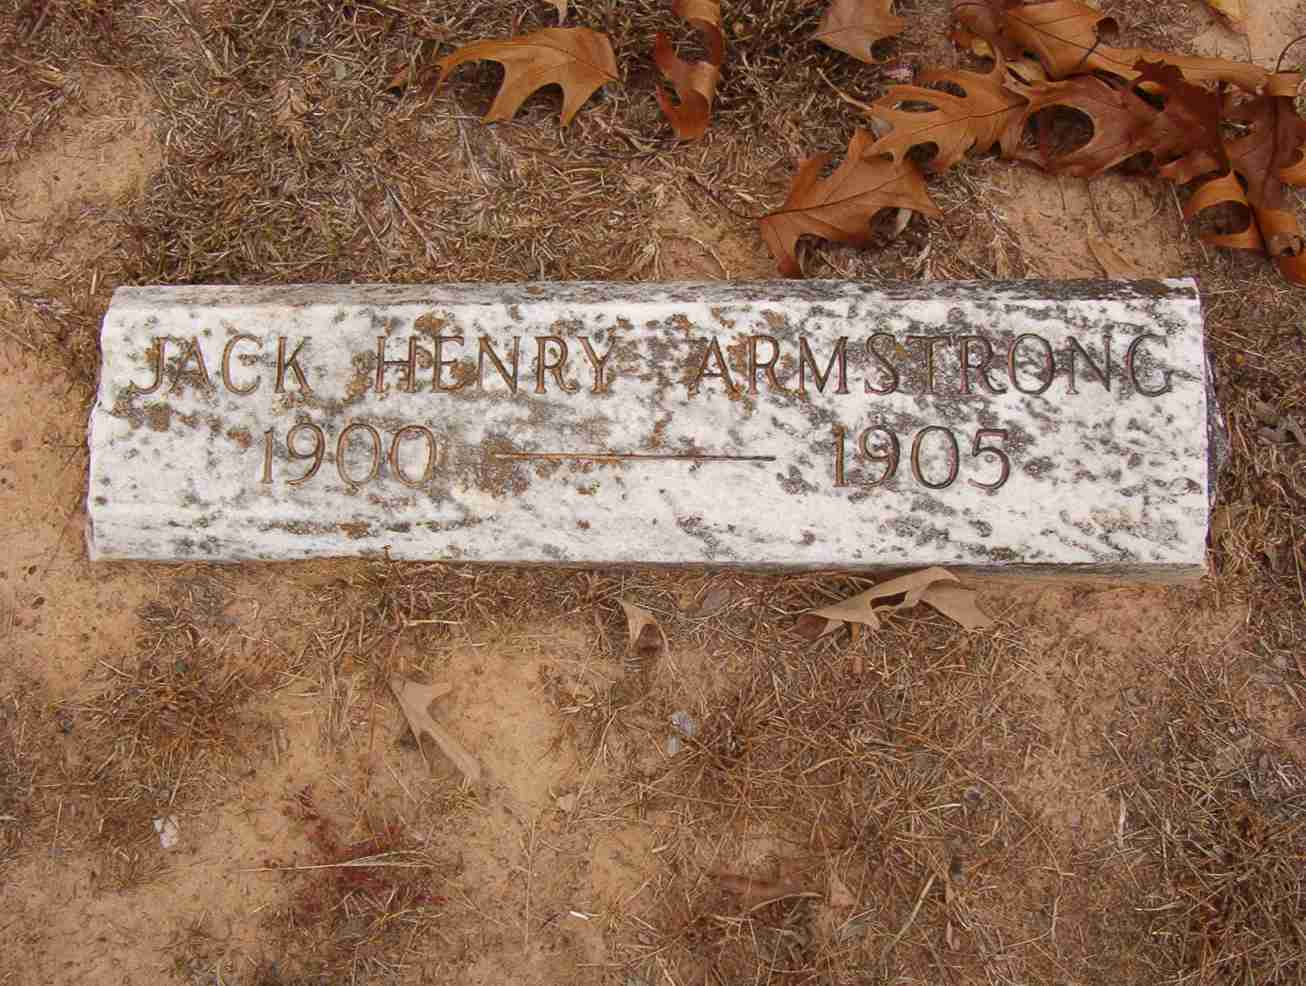 JACK HENRY ARMSTRONG
1900 — 1905